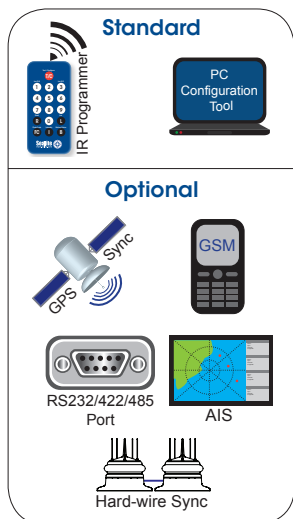 Standard
IR Programmer
PC
Configuration
Tool
Optional
GPS Sync
GSM
RS232/422/485
Port
AIS
Hard-wire Sync